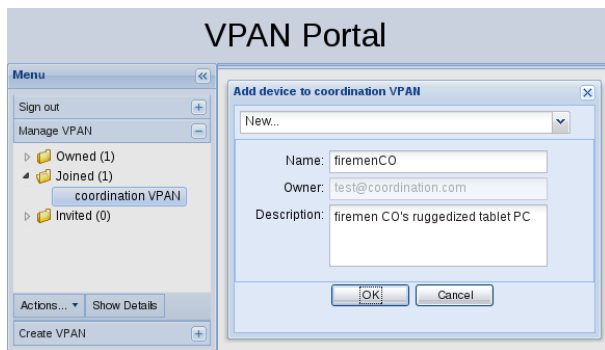 VPAN Portal
Menu
Sign out
Manage VPAN
Owned (1)
Joined (1)
coordination VPAN
Invited (0)
Actions...
Show Details
Create VPAN
Add device to coordination VPAN
New...
Name: firemenCO
Owner: test@coordination.com
Description: firemen CO's ruggedized tablet PC
OK
Cancel